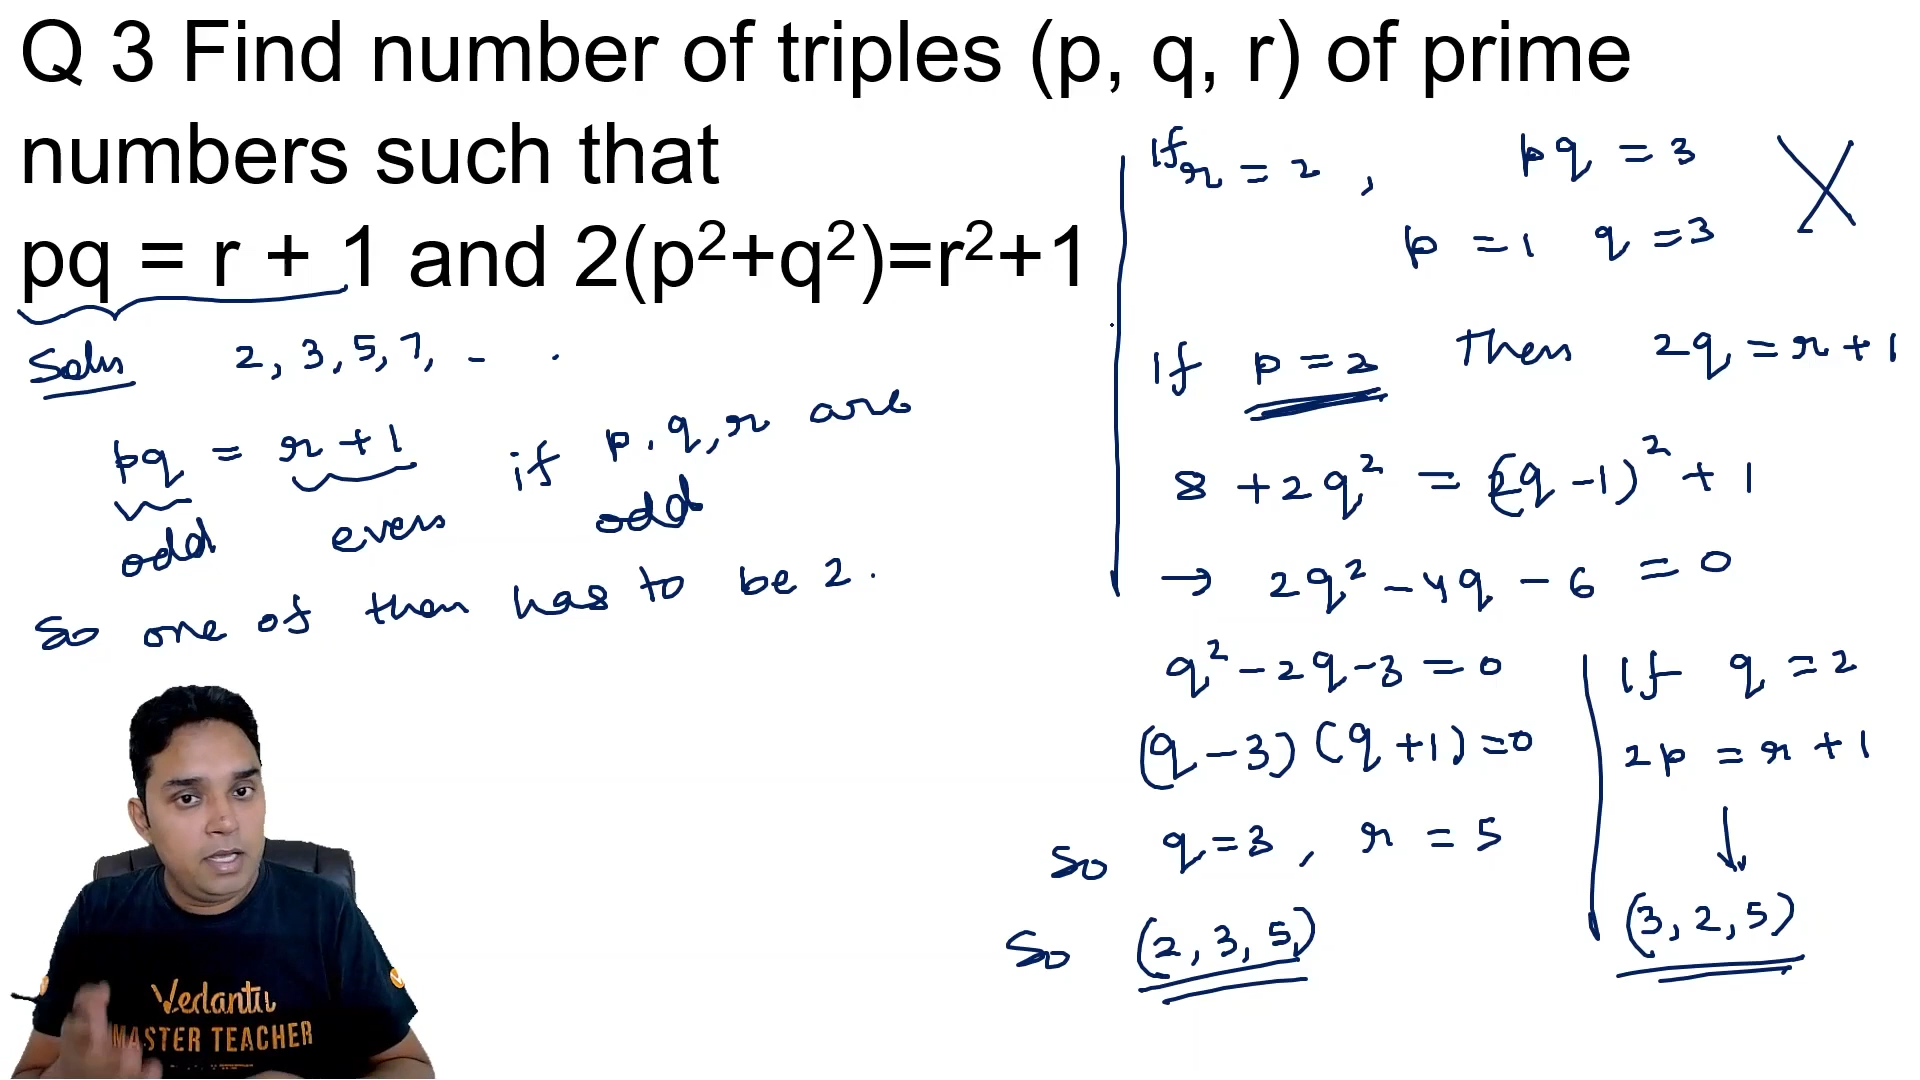 Q 3 Find number of triples (p, q, r) of prime
numbers such that
pq = r + 1 and 2(p²+q²)=r²+1
Soln 2, 3, 5, 7, - .
pq = r + 1 if p, q, r are
odd even odd
So one of them has to be 2.
If r = 2, pq = 3
p = 1 q = 3
If p = 2 Then 2q = r + 1
8 + 2q² = (2q - 1)² + 1
→ 2q² - 4q - 6 = 0
q² - 2q - 3 = 0
(q - 3) (q + 1) = 0
So q = 3, r = 5
So (2, 3, 5)
If q = 2
2p = r + 1
↓
(3, 2, 5)
Vedantu
MASTER TEACHER